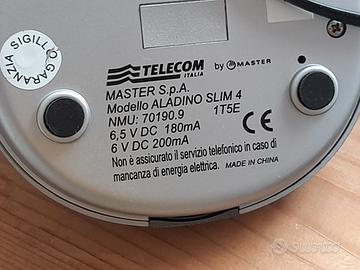 GARANZIA SIGILLO
TELECOM
ITALIA
by MASTER
MASTER S.p.A.
Modello ALADINO SLIM 4
NMU: 70190.9 1T5E
6,5 V DC 180mA
6 V DC 200mA
CE
Non è assicurato il servizio telefonico in caso di
mancanza di energia elettrica. MADE IN CHINA
subito